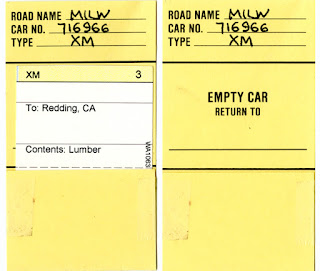 ROAD NAME MILW
CAR NO. 716966
TYPE XM
XM 3
To: Redding, CA
Contents: Lumber
WA1063
ROAD NAME MILW
CAR NO. 716966
TYPE XM
EMPTY CAR
RETURN TO